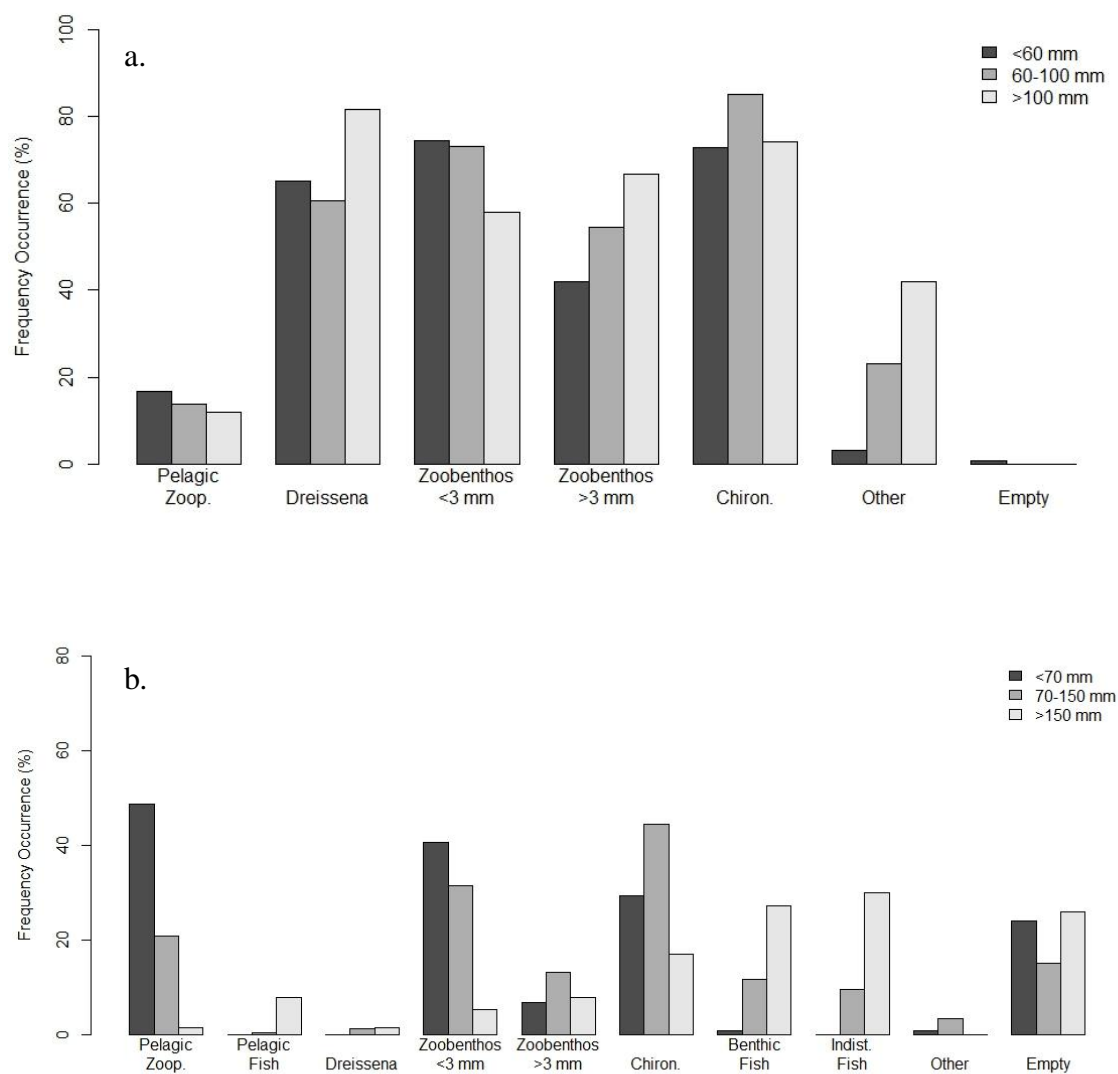 a.
<60 mm
60-100 mm
>100 mm
Frequency Occurrence (%)
100
80
60
40
20
0
Pelagic Zoobenthos Zoobenthos
Zoop. Dreissena <3 mm >3 mm Chiron. Other Empty
b.
<70 mm
70-150 mm
>150 mm
Frequency Occurrence (%)
80
60
40
20
0
Pelagic Pelagic Zoobenthos Zoobenthos Benthic Indist.
Zoop. Fish Dreissena <3 mm >3 mm Chiron. Fish Fish Other Empty